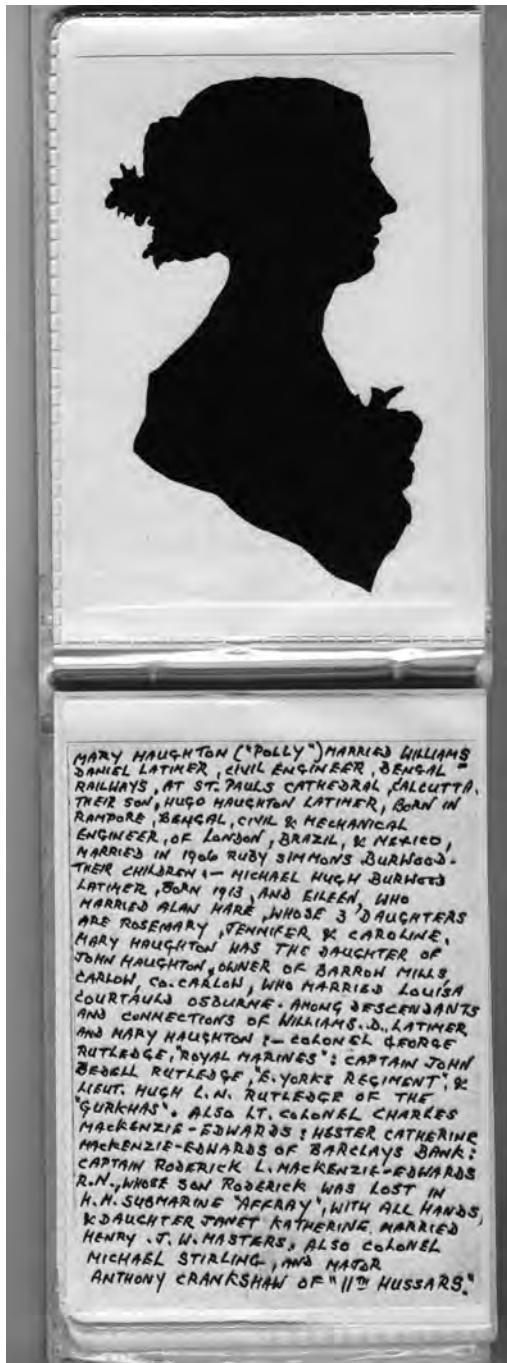 MARY HAUGHTON ("POLLY") MARRIED WILLIAMS
DANIEL LATIMER, CIVIL ENGINEER, BENGAL -
RAILWAYS, AT ST. PAULS CATHEDRAL, CALCUTTA.
THEIR SON, HUGO HAUGHTON LATIMER, BORN IN
RAMPORE, BENGAL, CIVIL & MECHANICAL
ENGINEER, OF LONDON, BRAZIL, & MEXICO,
MARRIED IN 1906 RUBY SIMMONS BURWOOD.
THEIR CHILDREN :- MICHAEL HUGH BURWOOD
LATIMER, BORN 1913, AND EILEEN, WHO
MARRIED ALAN HARE, WHOSE 3 DAUGHTERS
ARE ROSEMARY, JENNIFER & CAROLINE.
MARY HAUGHTON WAS THE DAUGHTER OF
JOHN HAUGHTON, OWNER OF BARROW MILLS,
CARLOW, CO. CARLOW, WHO MARRIED LOUISA
COURTAULD OSBURNE. AMONG DESCENDANTS
AND CONNECTIONS OF WILLIAMS. D. LATIMER
AND MARY HAUGHTON :- COLONEL GEORGE
RUTLEDGE, "ROYAL MARINES": CAPTAIN JOHN
BEDELL RUTLEDGE, "E. YORKS REGIMENT", &
LIEUT. HUGH L.N. RUTLEDGE OF THE
"GURKHAS". ALSO LT. COLONEL CHARLES
MACKENZIE-EDWARDS : HESTER CATHERINE
MACKENZIE-EDWARDS OF BARCLAYS BANK :
CAPTAIN RODERICK L. MACKENZIE-EDWARDS
R.N., WHOSE SON RODERICK WAS LOST IN
H.M. SUBMARINE "AFFRAY", WITH ALL HANDS,
& DAUGHTER JANET KATHERINE, MARRIED
HENRY. J. W. MASTERS, ALSO COLONEL
MICHAEL STIRLING, AND MAJOR
ANTHONY CRANKSHAW OF "11TH HUSSARS."